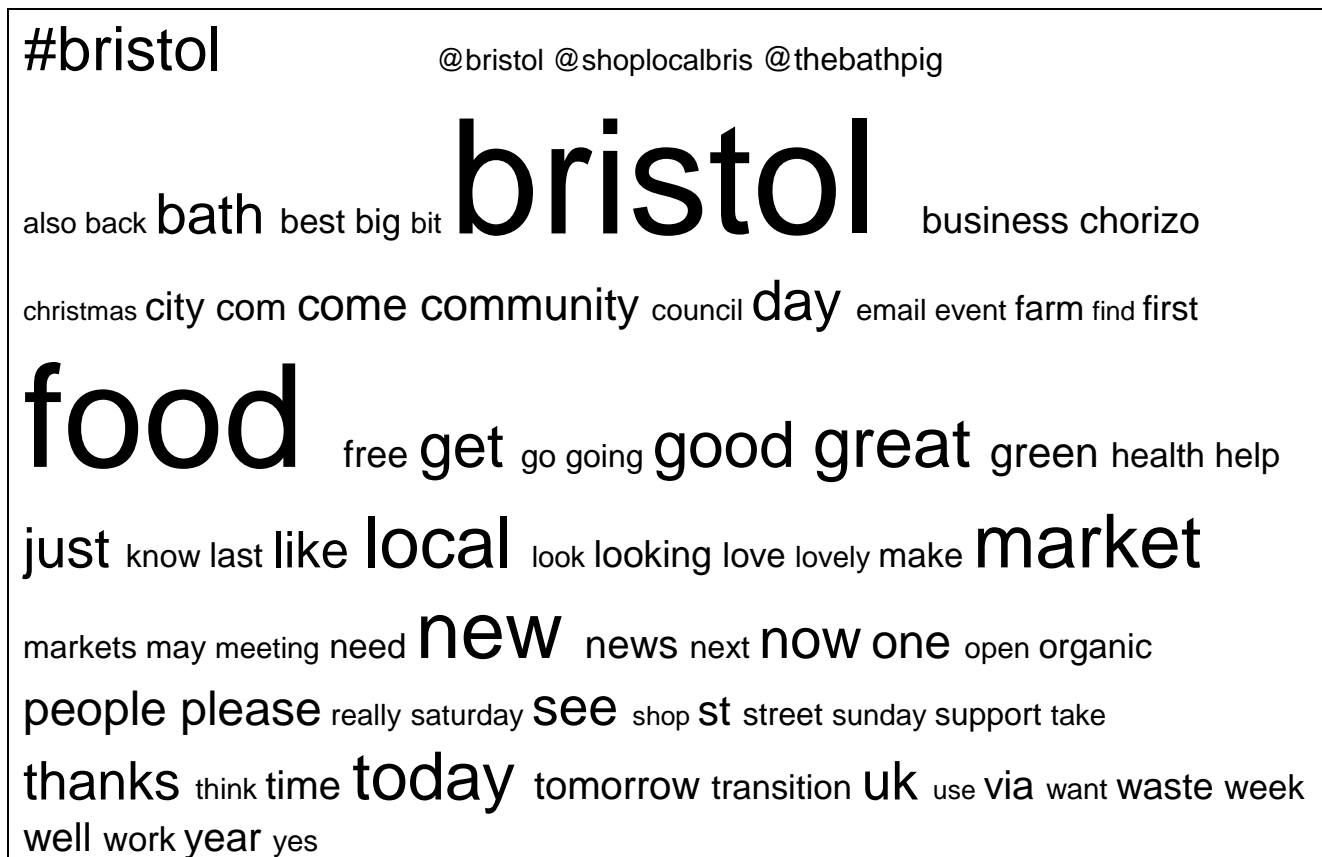 #bristol @bristol @shoplocalbris @thebathpig
also back bath best big bit bristol business chorizo
christmas city com come community council day email event farm find first
food free get go going good great green health help
just know last like local look looking love lovely make market
markets may meeting need new news next now one open organic
people please really saturday see shop st street sunday support take
thanks think time today tomorrow transition uk use via want waste week
well work year yes